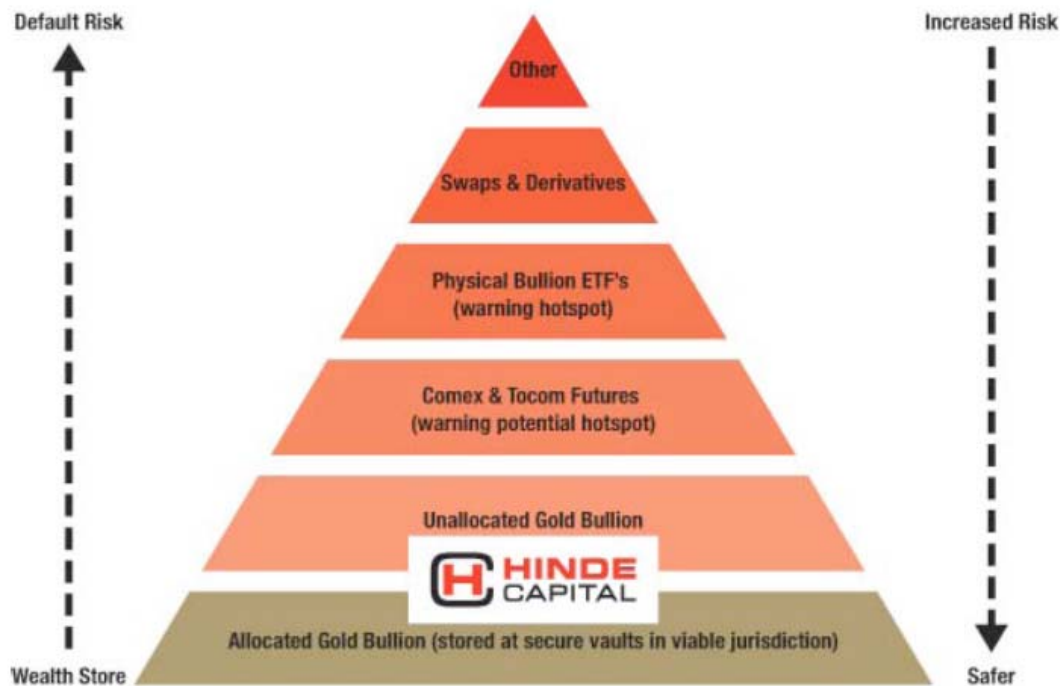 Default Risk
Increased Risk
Other
Swaps & Derivatives
Physical Bullion ETF's
(warning hotspot)
Comex & Tocom Futures
(warning potential hotspot)
Unallocated Gold Bullion
HINDE
CAPITAL
Allocated Gold Bullion (stored at secure vaults in viable jurisdiction)
Wealth Store
Safer